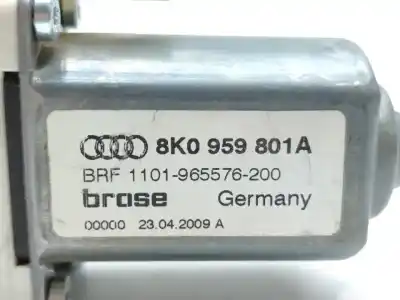 8K0 959 801A
BRF 1101-965576-200
brose Germany
00000 23.04.2009 A